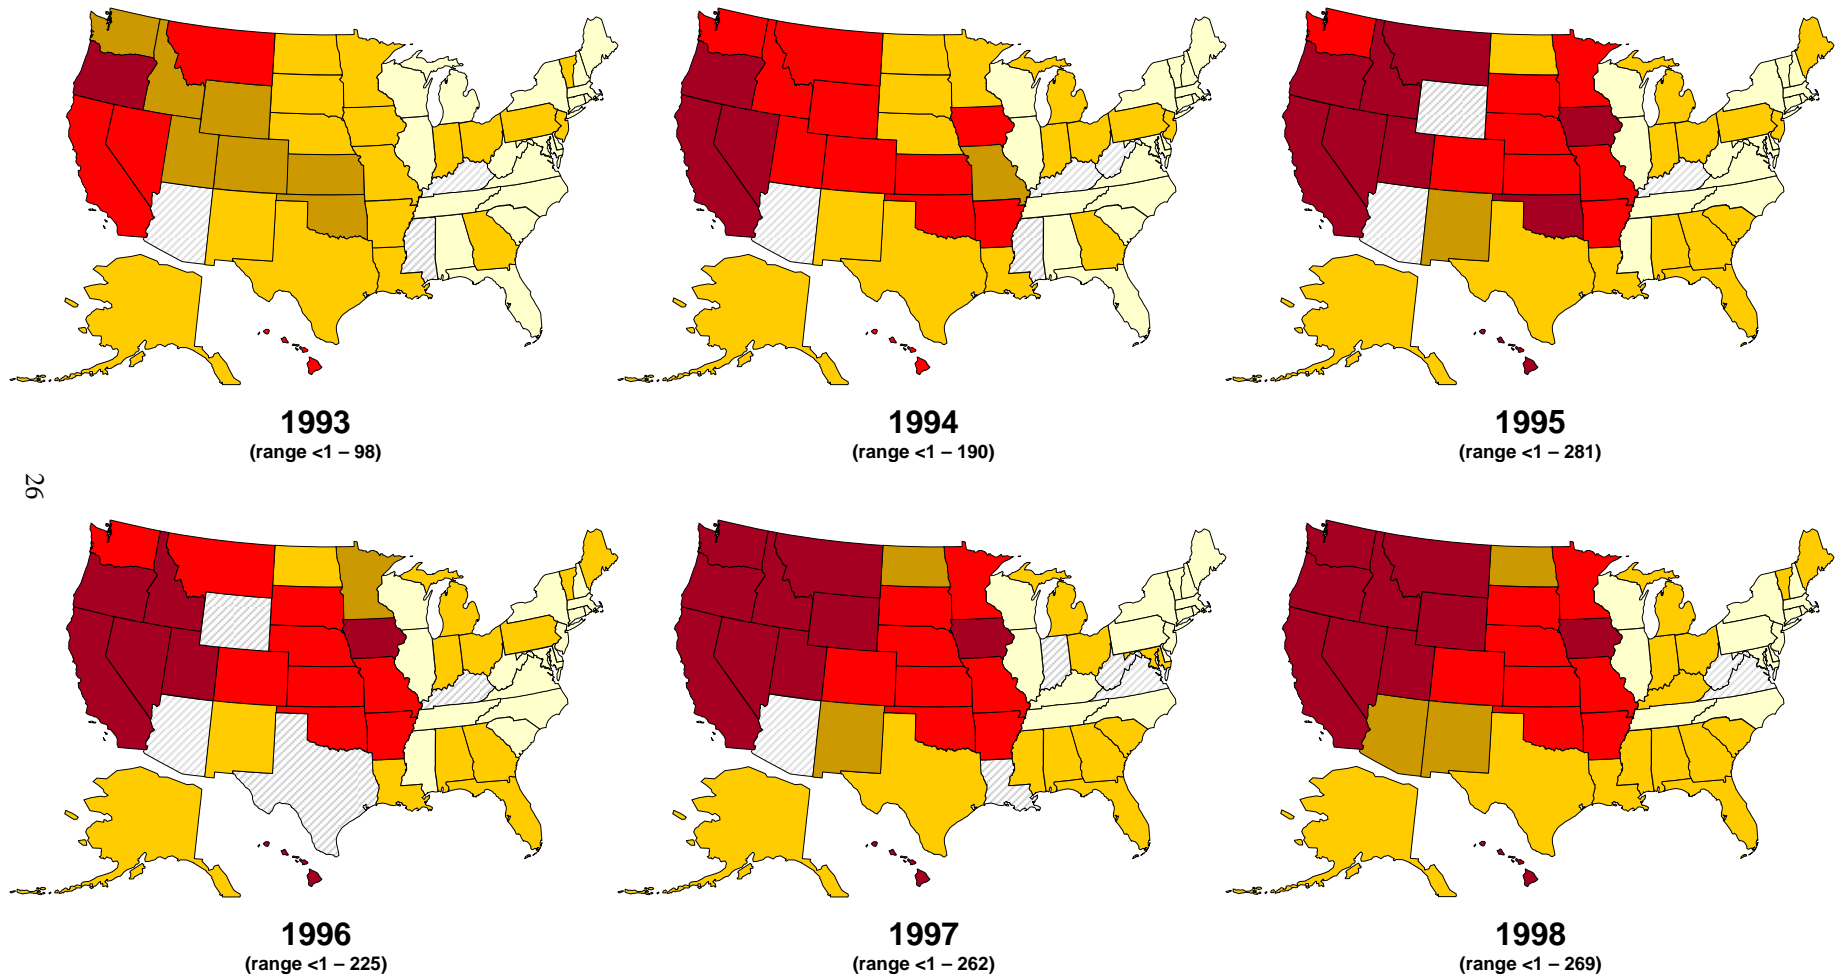 1993
(range <1 – 98)
1994
(range <1 – 190)
1995
(range <1 – 281)
26
1996
(range <1 – 225)
1997
(range <1 – 262)
1998
(range <1 – 269)